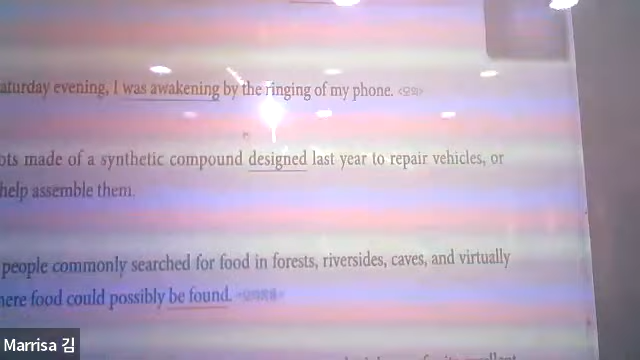 aturday evening, I was awakening by the ringing of my phone.
ots made of a synthetic compound designed last year to repair vehicles, or
help assemble them.
people commonly searched for food in forests, riversides, caves, and virtually
here food could possibly be found.
Marrisa 김